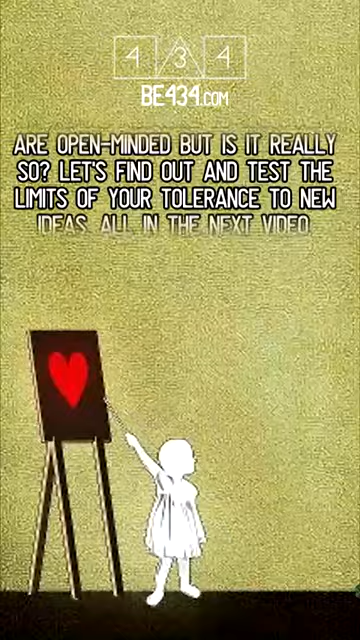 4 3 4
BE434.COM
ARE OPEN-MINDED BUT IS IT REALLY
SO? LET'S FIND OUT AND TEST THE
LIMITS OF YOUR TOLERANCE TO NEW
IDEAS. ALL IN THE NEXT VIDEO